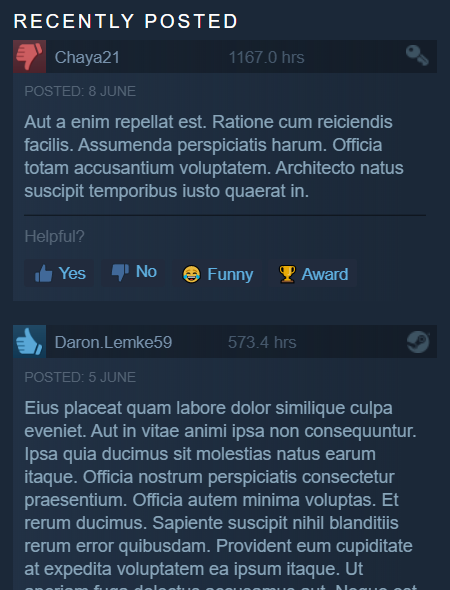 RECENTLY POSTED
Chaya21 1167.0 hrs
POSTED: 8 JUNE
Aut a enim repellat est. Ratione cum reiciendis
facilis. Assumenda perspiciatis harum. Officia
totam accusantium voluptatem. Architecto natus
suscipit temporibus iusto quaerat in.
Helpful?
Yes No Funny Award
Daron.Lemke59 573.4 hrs
POSTED: 5 JUNE
Eius placeat quam labore dolor similique culpa
eveniet. Aut in vitae animi ipsa non consequuntur.
Ipsa quia ducimus sit molestias natus earum
itaque. Officia nostrum perspiciatis consectetur
praesentium. Officia autem minima voluptas. Et
rerum ducimus. Sapiente suscipit nihil blanditiis
rerum error quibusdam. Provident eum cupiditate
at expedita voluptatem ea ipsum itaque. Ut